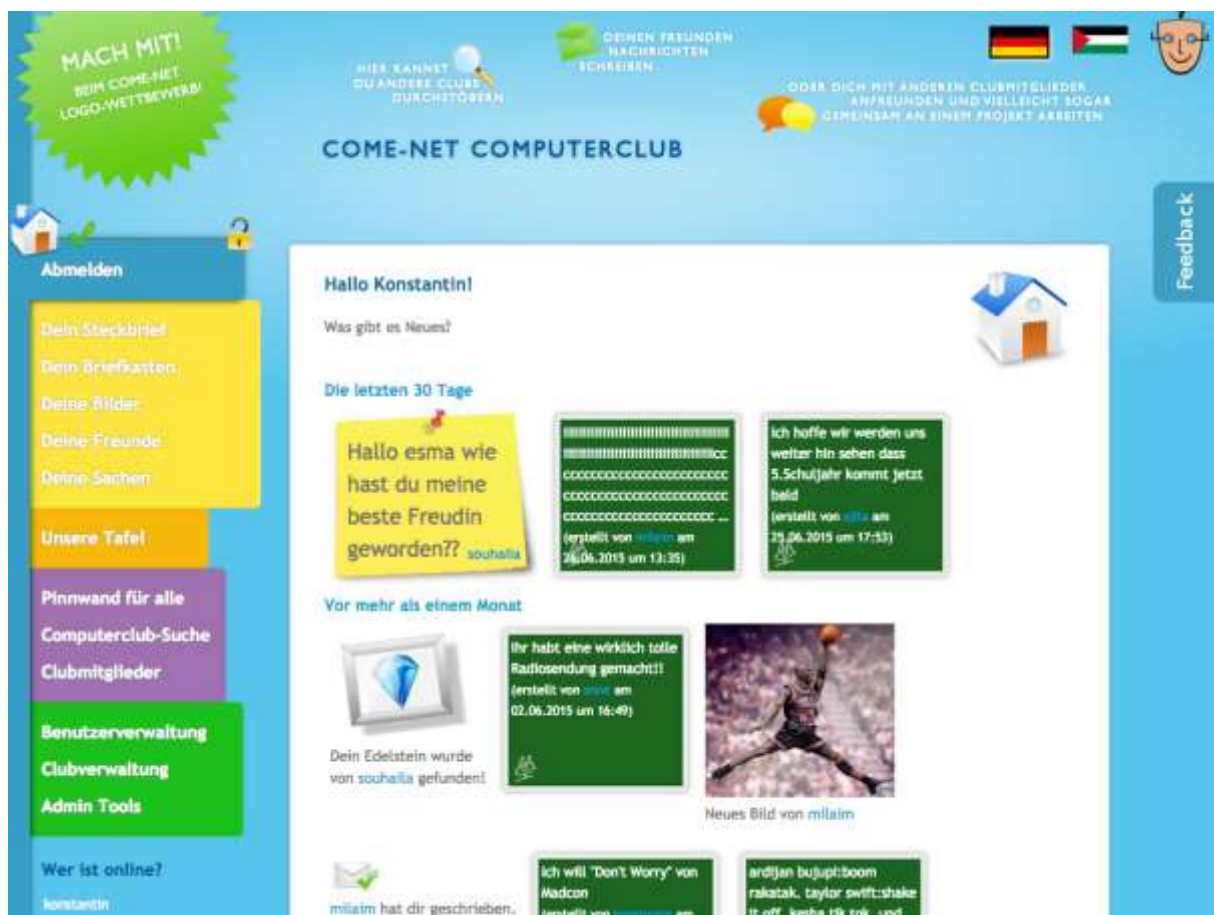 MACH MIT!
BEIM COME-NET
LOGO-WETTBEWERB!
HIER KANNST
DU ANDERE CLUBS
DURCHSTÖBERN
DEINEN FREUNDEN
NACHRICHTEN
SCHREIBEN
ODER DICH MIT ANDEREN CLUBMITGLIEDER
ANFREUNDEN UND VIELLEICHT SOGAR
GEMEINSAM AN EINEM PROJEKT ARBEITEN
COME-NET COMPUTERCLUB
Feedback
Abmelden
Dein Steckbrief
Dein Briefkasten
Deine Bilder
Deine Freunde
Deine Sachen
Unsere Tafel
Pinnwand für alle
Computerclub-Suche
Clubmitglieder
Benutzerverwaltung
Clubverwaltung
Admin Tools
Wer ist online?
konstantin
Hallo Konstantin!
Was gibt es Neues?
Die letzten 30 Tage
Hallo esma wie
hast du meine
beste Freudin
geworden?? souhaila
(erstellt von milaim am
26.06.2015 um 13:35)
ich hoffe wir werden uns
weiter hin sehen dass
5.Schuljahr kommt jetzt
bald
(erstellt von am
25.06.2015 um 17:53)
Vor mehr als einem Monat
Dein Edelstein wurde
von souhaila gefunden!
Ihr habt eine wirklich tolle
Radiosendung gemacht!!
(erstellt von am
02.06.2015 um 16:49)
Neues Bild von milaim
milaim hat dir geschrieben.
ich will "Don't Worry" von
Madcon
(erstellt von am
ardijan bujupi:boom
rakatak. taylor swift:shake
it off. kesha tik tok. und